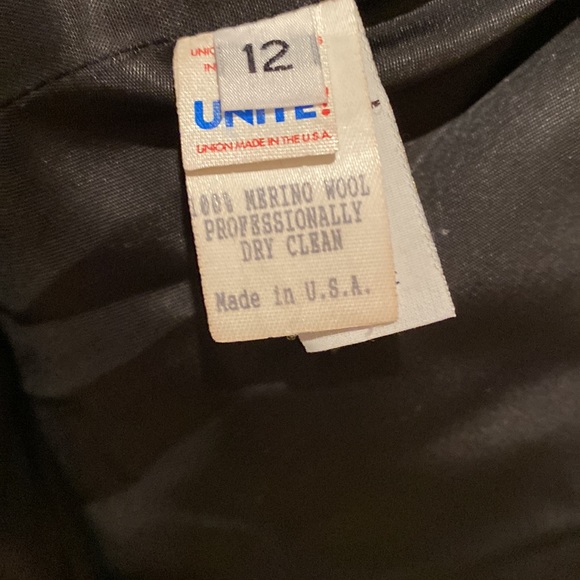 12
UNITE!
UNION MADE IN THE U.S.A.
100% MERINO WOOL
PROFESSIONALLY
DRY CLEAN
Made in U.S.A.